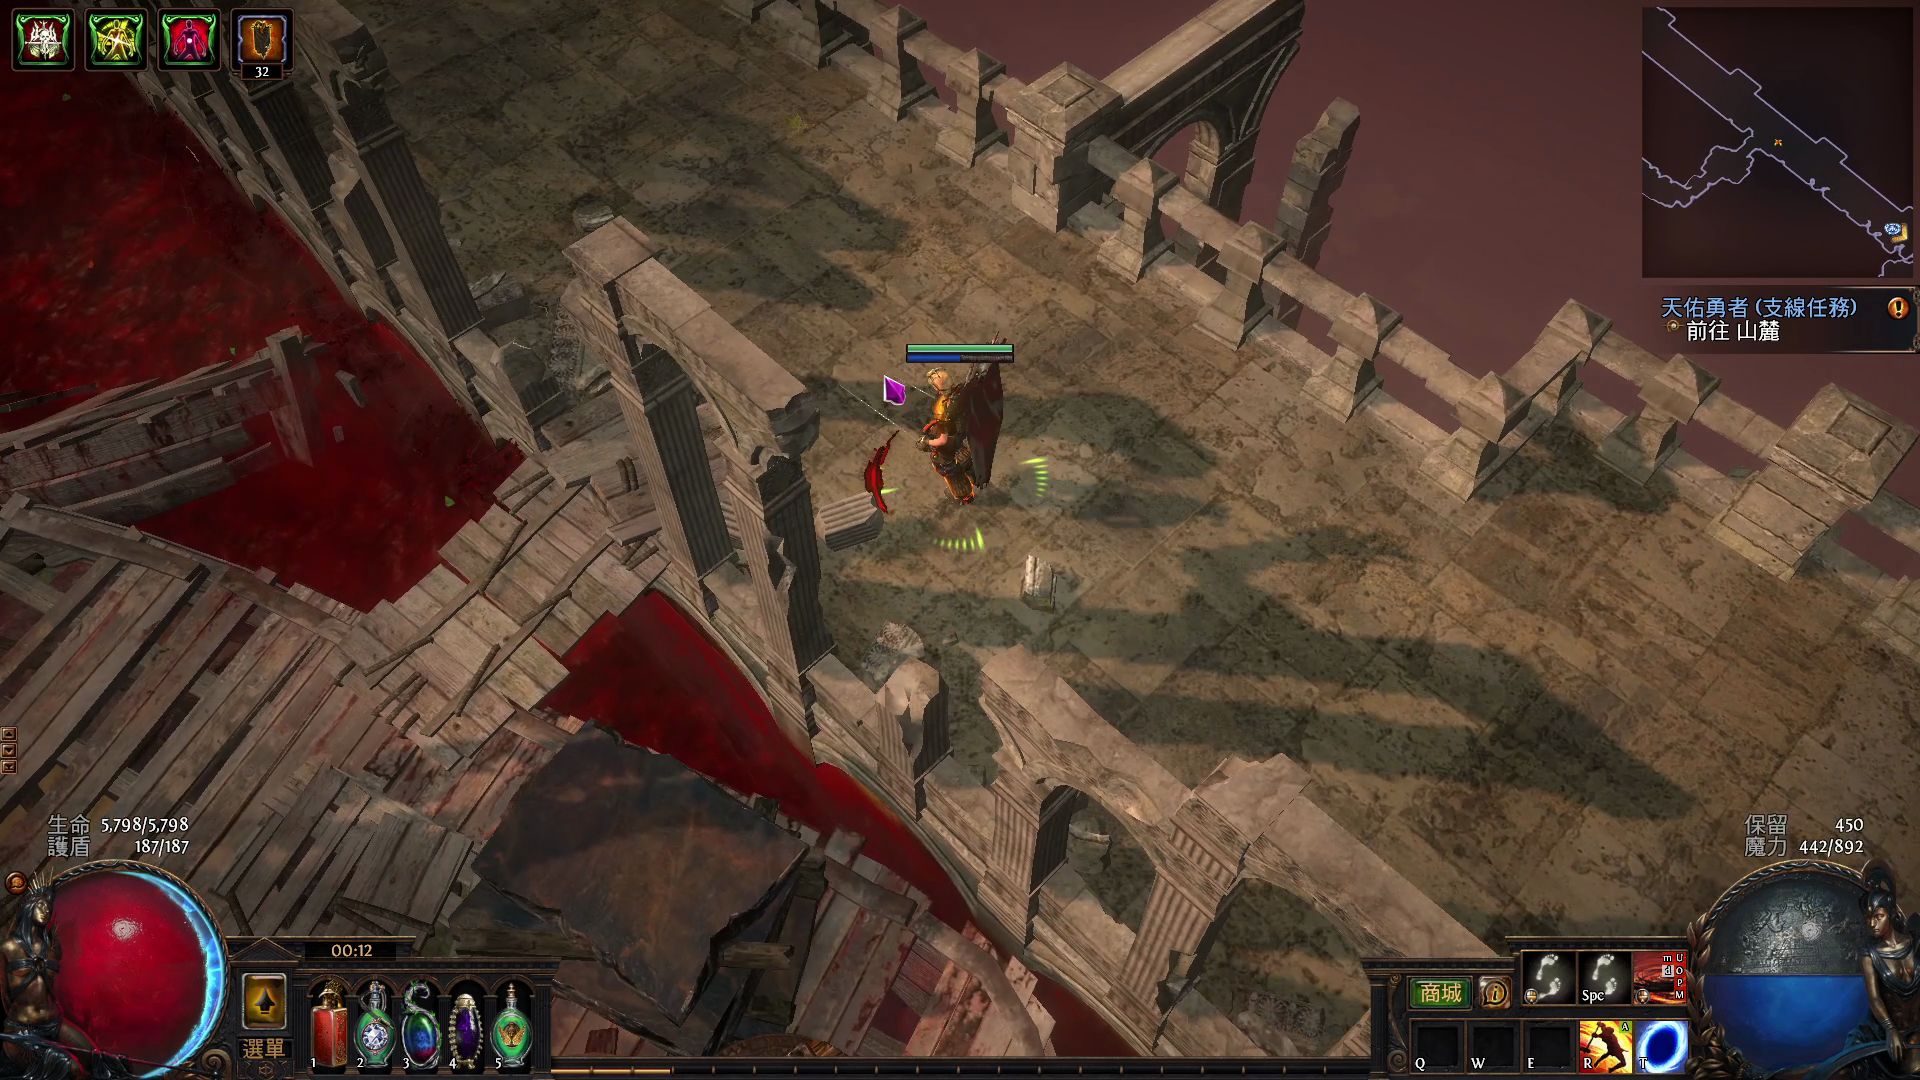 32
天佑勇者 (支線任務)
前往 山麓
生命 5,798/5,798
護盾 187/187
保留 450
魔力 442/892
00:12
選單
1 2 3 4 5
商城
Spc
m U
d O
P
M
Q W E R A T